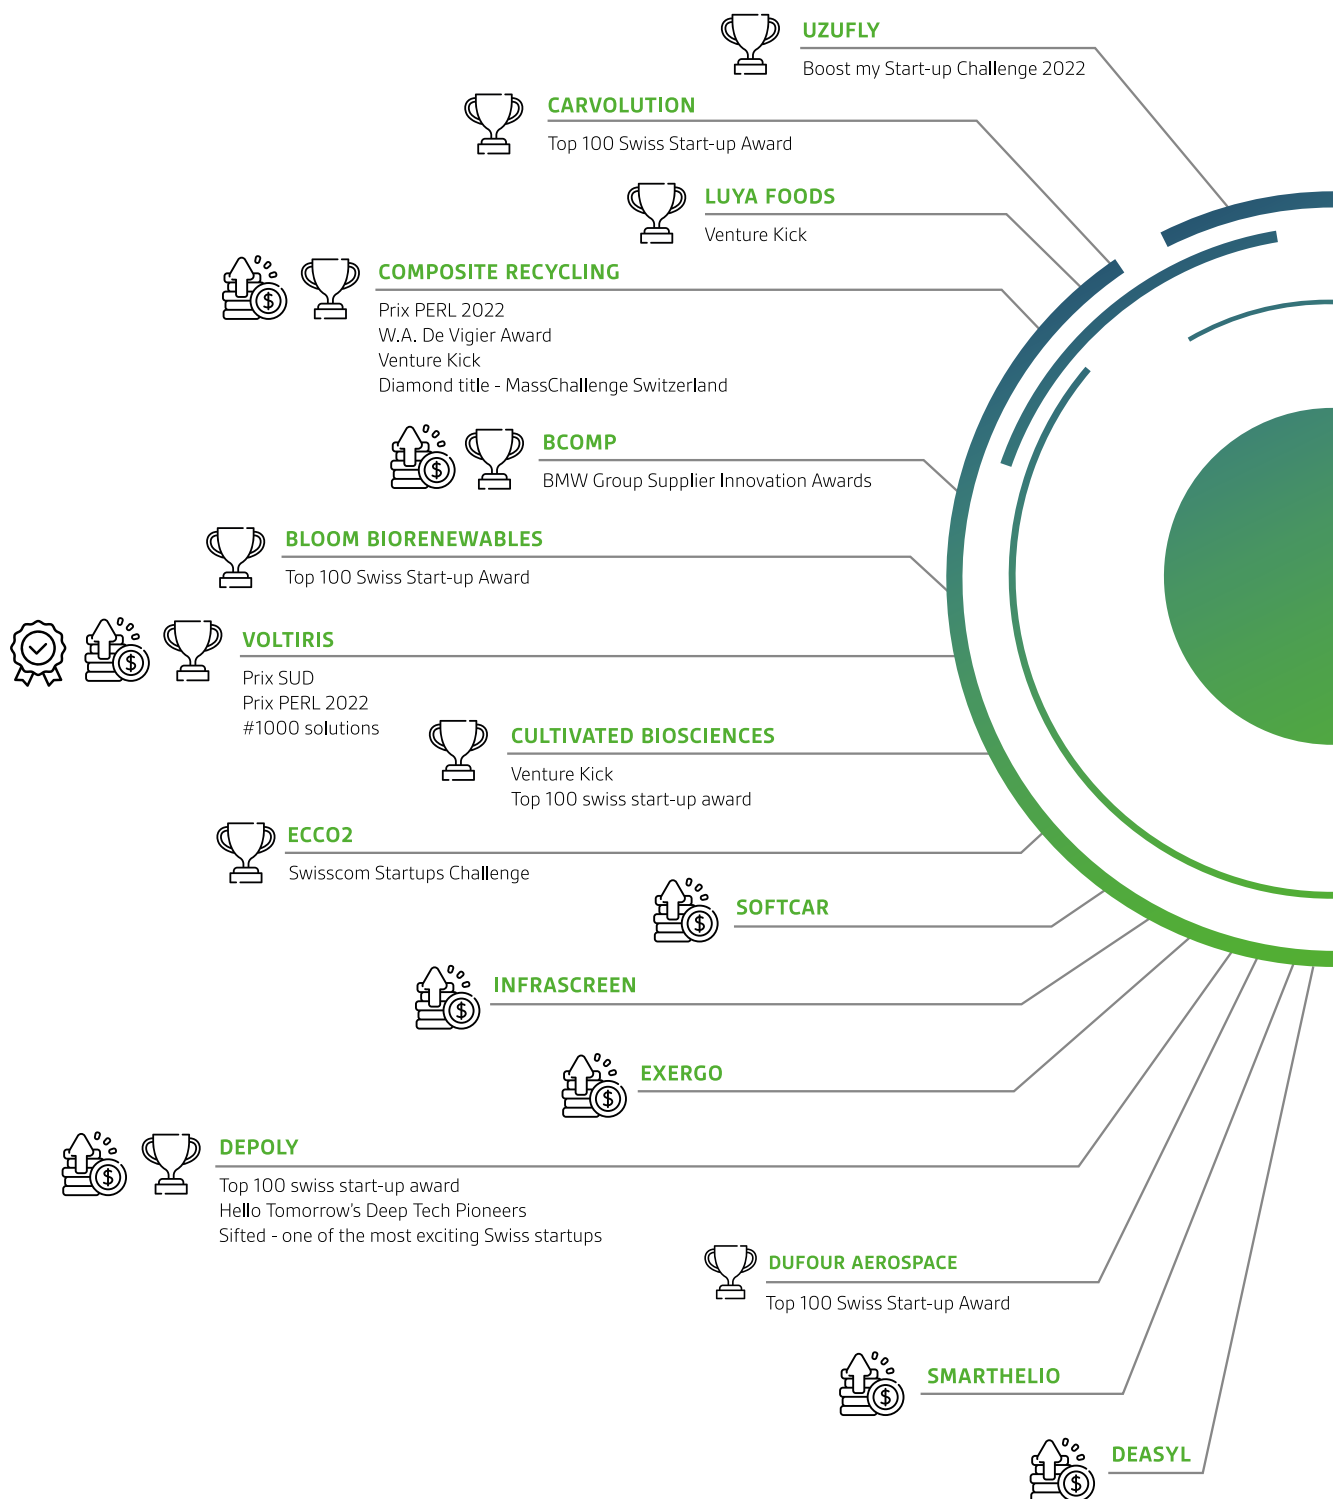 UZUFLY
Boost my Start-up Challenge 2022
CARVOLUTION
Top 100 Swiss Start-up Award
LUYA FOODS
Venture Kick
COMPOSITE RECYCLING
Prix PERL 2022
W.A. De Vigier Award
Venture Kick
Diamond title - MassChallenge Switzerland
BCOMP
BMW Group Supplier Innovation Awards
BLOOM BIORENEWABLES
Top 100 Swiss Start-up Award
VOLTIRIS
Prix SUD
Prix PERL 2022
#1000 solutions
CULTIVATED BIOSCIENCES
Venture Kick
Top 100 swiss start-up award
ECCO2
Swisscom Startups Challenge
SOFTCAR
INFRASCREEN
EXERGO
DEPOLY
Top 100 swiss start-up award
Hello Tomorrow's Deep Tech Pioneers
Sifted - one of the most exciting Swiss startups
DUFOUR AEROSPACE
Top 100 Swiss Start-up Award
SMARTHELIO
DEASYL